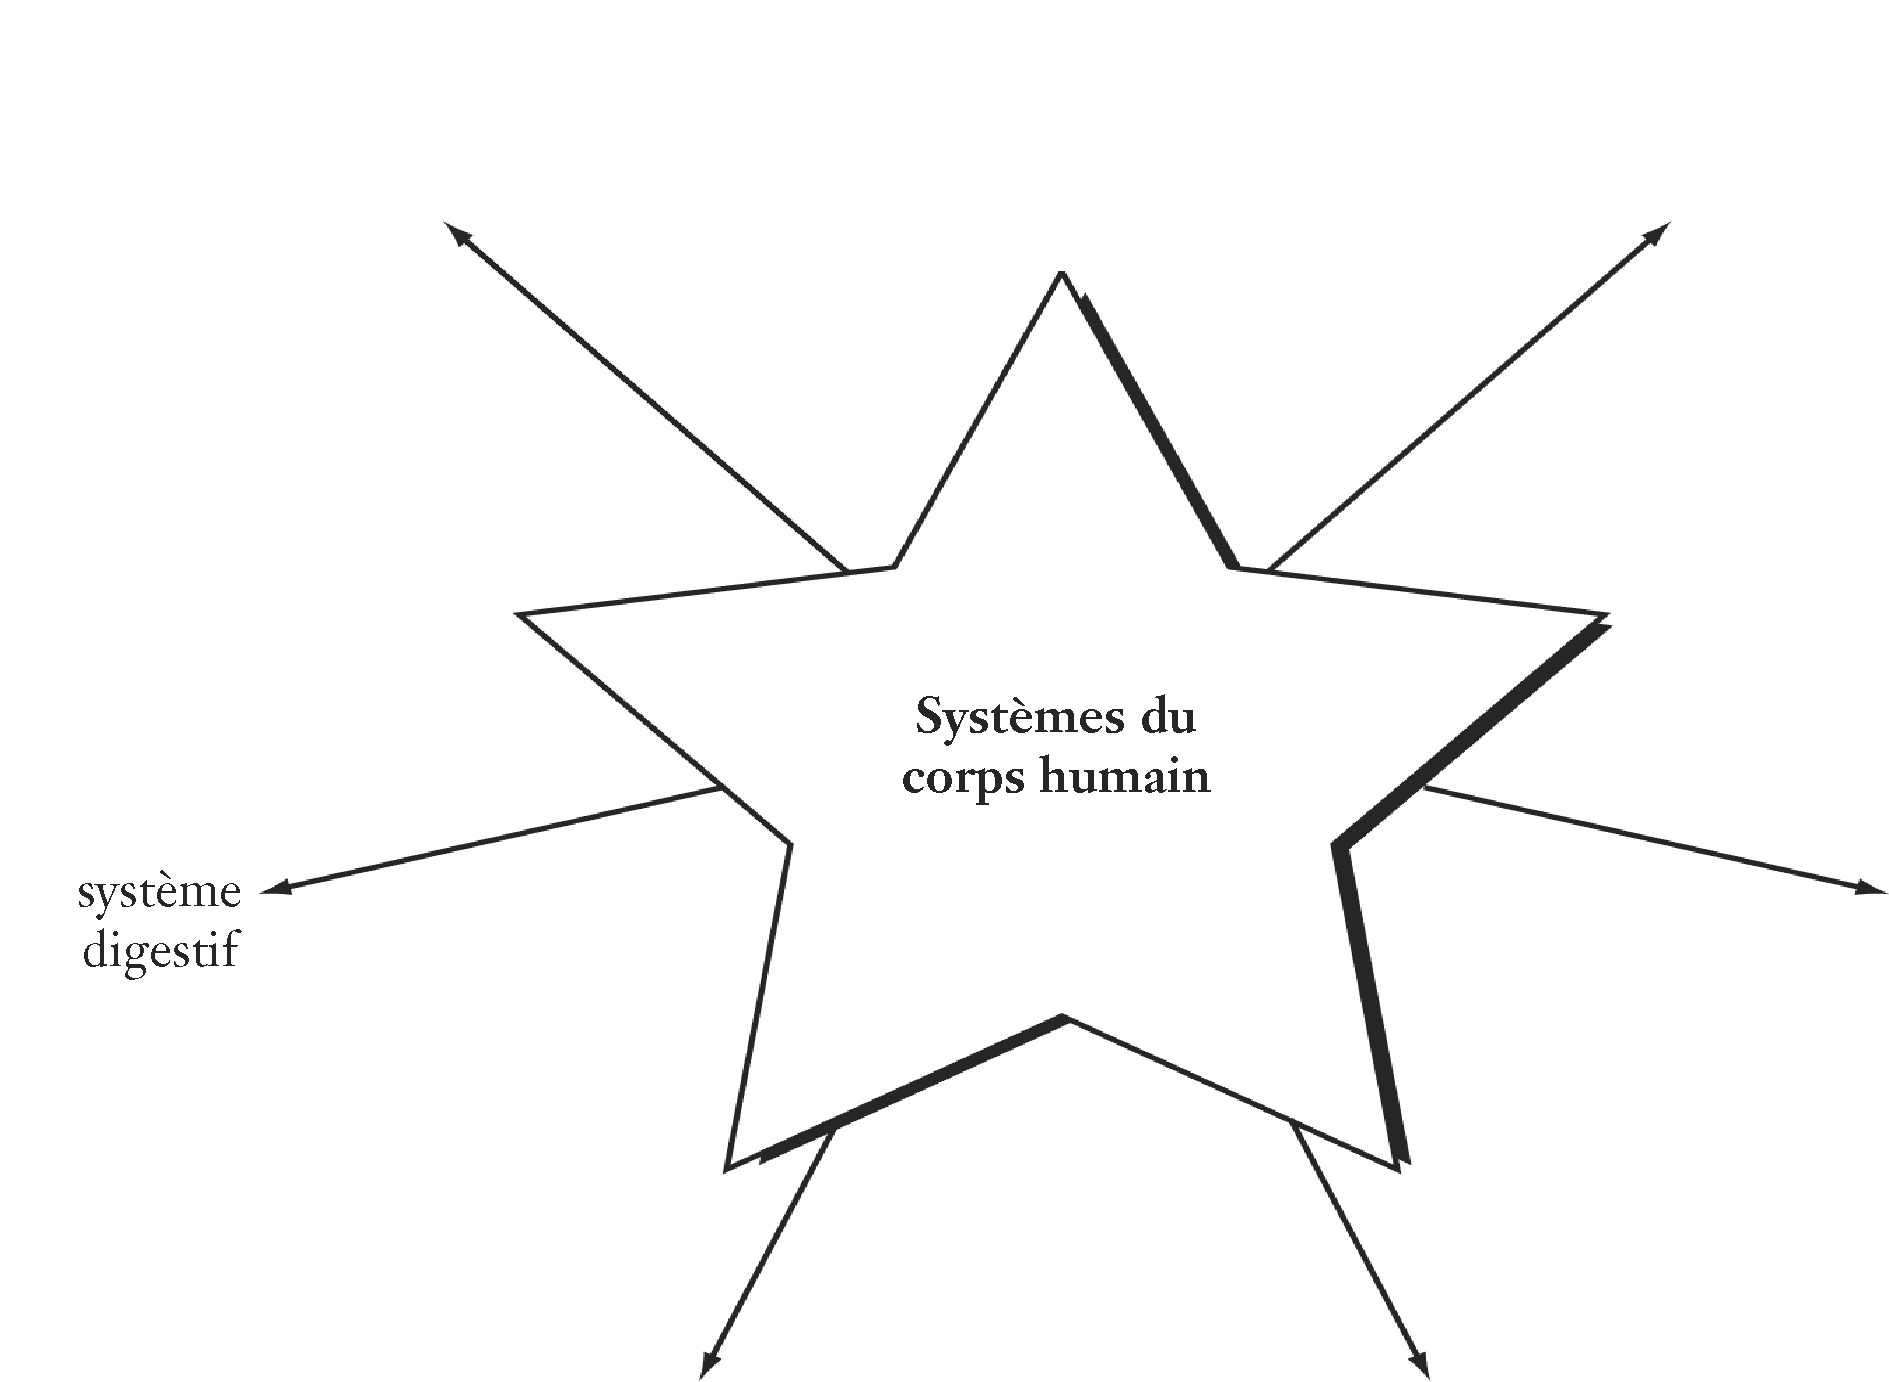 Systèmes du
corps humain
système
digestif